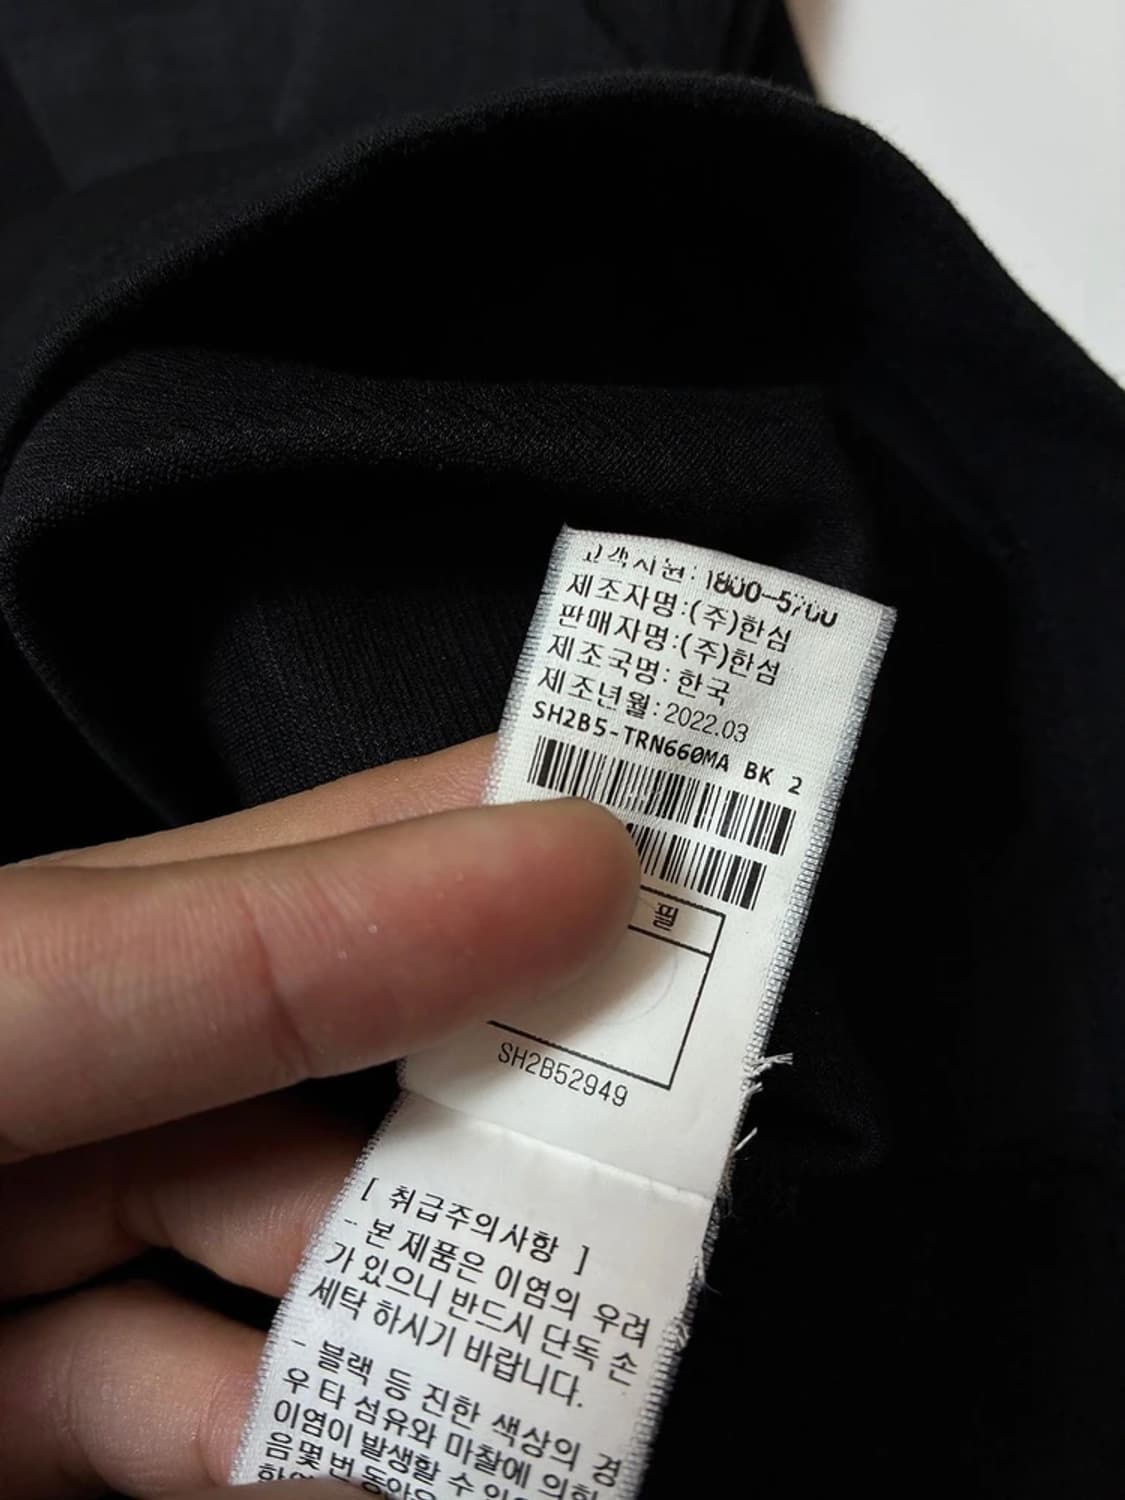 고객지원: 1800-5700
제조자명:(주)한섬
판매자명:(주)한섬
제조국명: 한국
제조년월: 2022.03
SH2B5-TRN660MA BK 2
필
SH2B52949
[ 취급주의사항 ]
- 본 제품은 이염의 우려
가 있으니 반드시 단독 손
세탁 하시기 바랍니다.
- 블랙 등 진한 색상의 경
우 타 섬유와 마찰에 의한
이염이 발생할 수
음몇 번